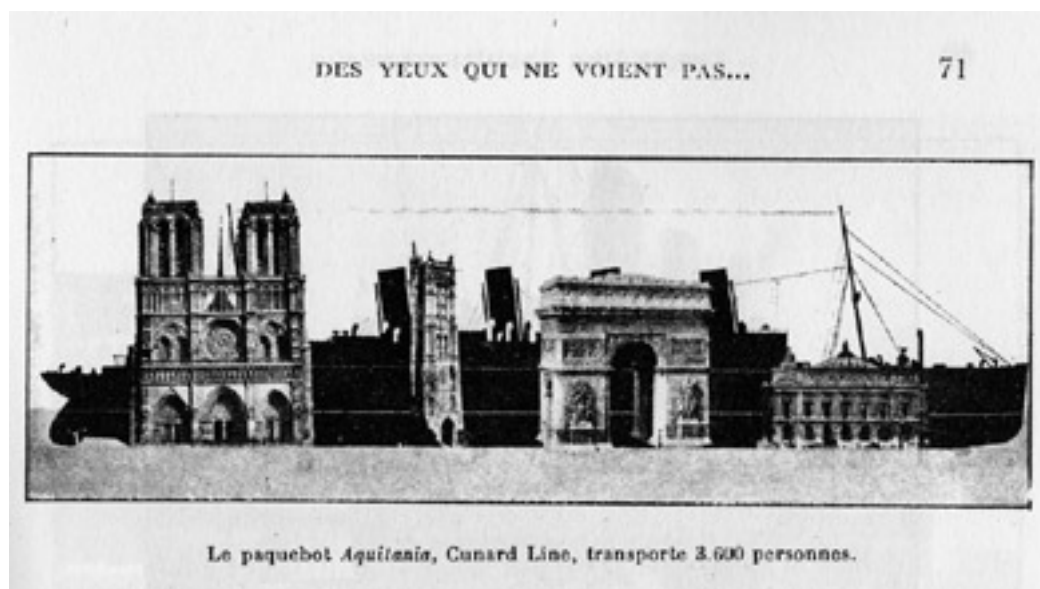 DES YEUX QUI NE VOIENT PAS...
71
Le paquebot Aquitania, Cunard Line, transporte 3.600 personnes.